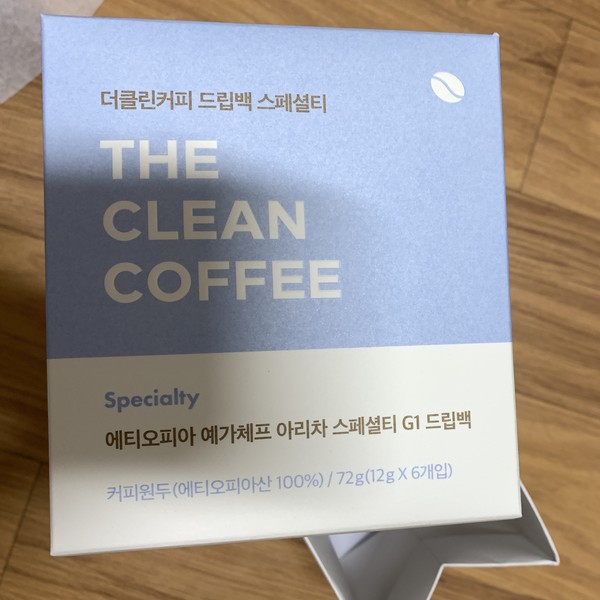 더클린커피 드립백 스페셜티
THE
CLEAN
COFFEE
Specialty
에티오피아 예가체프 아리차 스페셜티 G1 드립백
커피원두(에티오피아산 100%) / 72g(12g X 6개입)